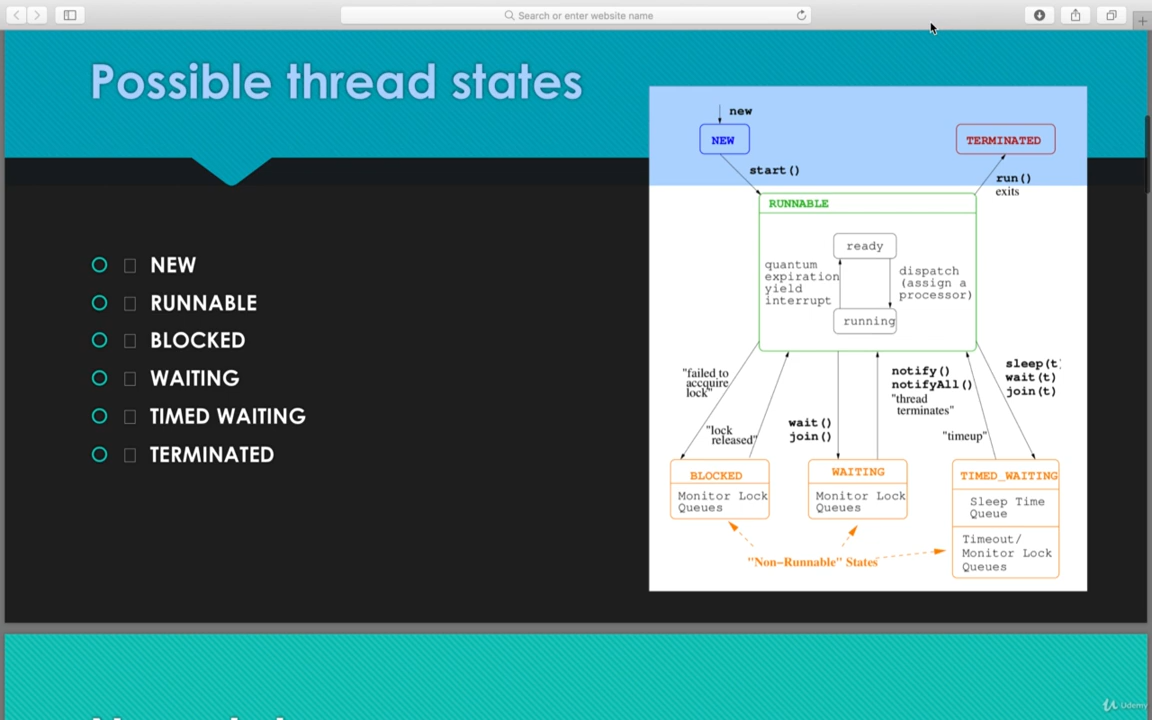 Search or enter website name
Possible thread states
NEW
RUNNABLE
BLOCKED
WAITING
TIMED WAITING
TERMINATED
new
NEW
TERMINATED
start()
run()
exits
RUNNABLE
ready
quantum
expiration
yield
interrupt
dispatch
(assign a
processor)
running
"failed to
accquire
lock"
"lock
released"
wait()
join()
notify()
notifyAll()
"thread
terminates"
"timeup"
sleep(t
wait(t)
join(t)
BLOCKED
Monitor Lock
Queues
WAITING
Monitor Lock
Queues
TIMED_WAITING
Sleep Time
Queue
Timeout/
Monitor Lock
Queues
"Non-Runnable" States
Udemy